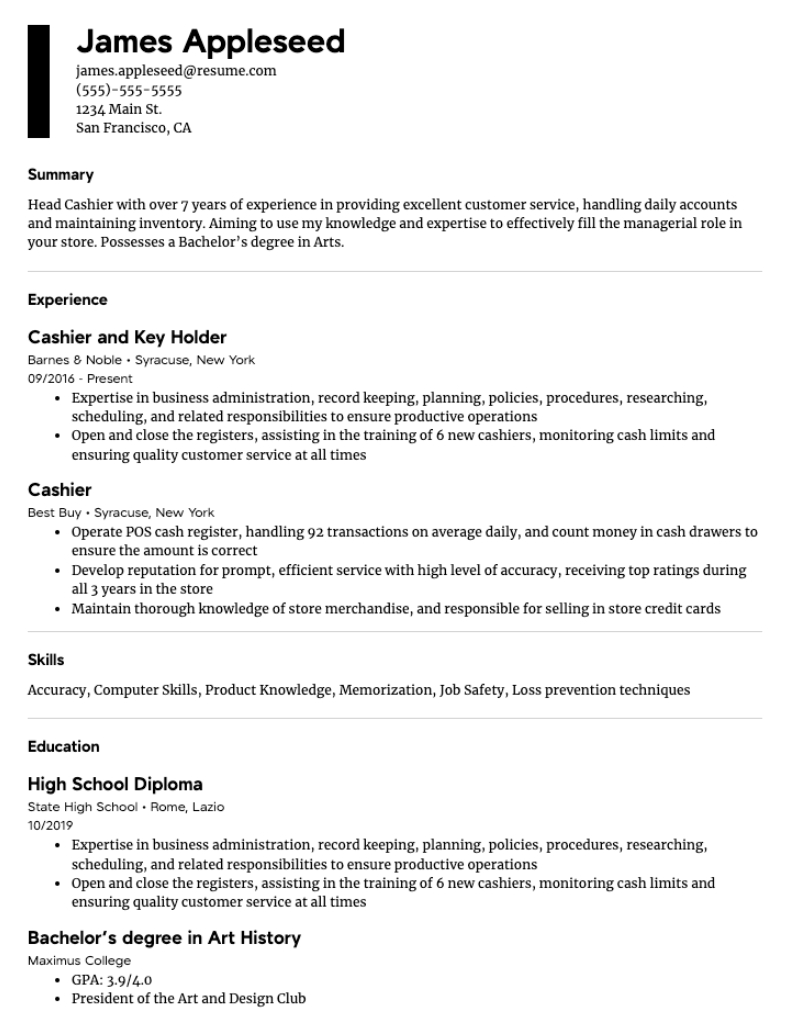 James Appleseed
james.appleseed@resume.com
(555)-555-5555
1234 Main St.
San Francisco, CA
Summary
Head Cashier with over 7 years of experience in providing excellent customer service, handling daily accounts
and maintaining inventory. Aiming to use my knowledge and expertise to effectively fill the managerial role in
your store. Possesses a Bachelor’s degree in Arts.
Experience
Cashier and Key Holder
Barnes & Noble • Syracuse, New York
09/2016 - Present
• Expertise in business administration, record keeping, planning, policies, procedures, researching,
scheduling, and related responsibilities to ensure productive operations
• Open and close the registers, assisting in the training of 6 new cashiers, monitoring cash limits and
ensuring quality customer service at all times
Cashier
Best Buy • Syracuse, New York
• Operate POS cash register, handling 92 transactions on average daily, and count money in cash drawers to
ensure the amount is correct
• Develop reputation for prompt, efficient service with high level of accuracy, receiving top ratings during
all 3 years in the store
• Maintain thorough knowledge of store merchandise, and responsible for selling in store credit cards
Skills
Accuracy, Computer Skills, Product Knowledge, Memorization, Job Safety, Loss prevention techniques
Education
High School Diploma
State High School • Rome, Lazio
10/2019
• Expertise in business administration, record keeping, planning, policies, procedures, researching,
scheduling, and related responsibilities to ensure productive operations
• Open and close the registers, assisting in the training of 6 new cashiers, monitoring cash limits and
ensuring quality customer service at all times
Bachelor’s degree in Art History
Maximus College
• GPA: 3.9/4.0
• President of the Art and Design Club